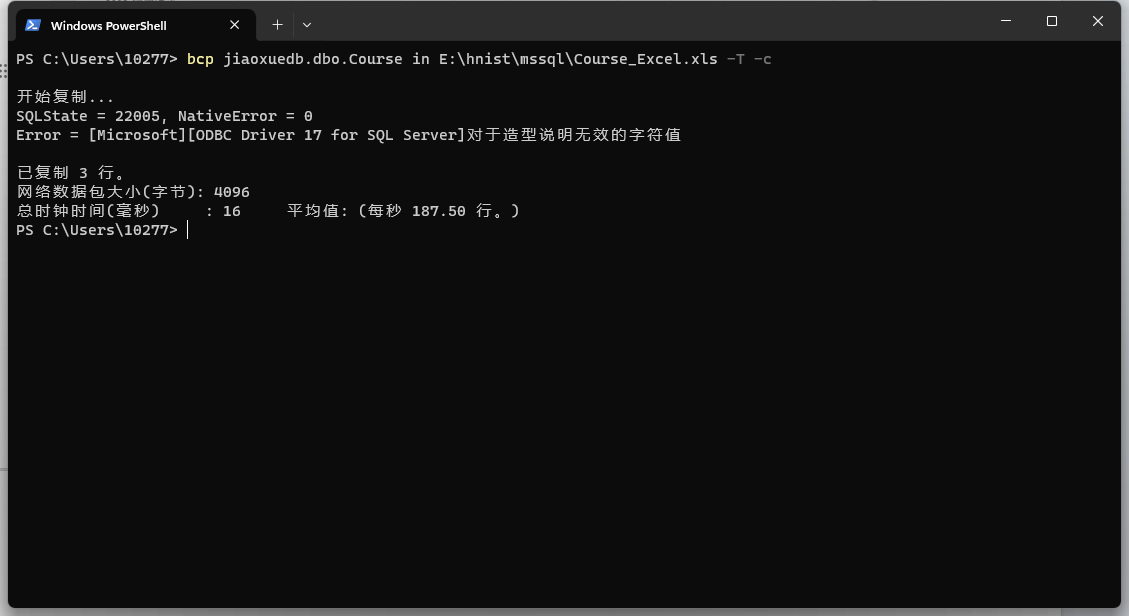 Windows PowerShell
PS C:\Users\10277> bcp jiaoxuedb.dbo.Course in E:\hnist\mssql\Course_Excel.xls -T -c
开始复制...
SQLState = 22005, NativeError = 0
Error = [Microsoft][ODBC Driver 17 for SQL Server]对于造型说明无效的字符值
已复制 3 行。
网络数据包大小(字节): 4096
总时钟时间(毫秒)     : 16     平均值: (每秒 187.50 行。)
PS C:\Users\10277>